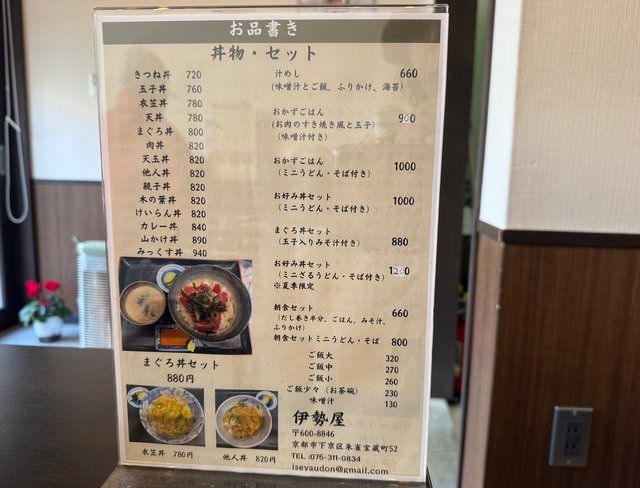 お品書き
丼物・セット
きつね丼 720
玉子丼 760
衣笠丼 780
天丼 780
まぐろ丼 800
肉丼 820
天玉丼 820
他人丼 820
親子丼 820
木の葉丼 820
けいらん丼 820
カレー丼 840
山かけ丼 890
みっくす丼 940
まぐろ丼セット
880円
衣笠丼 780円
他人丼 820円
汁めし 660
(味噌汁とご飯、ふりかけ、海苔)
おかずごはん 960
(お肉のすき焼き風と玉子)
(味噌汁付き)
おかずごはん 1000
(ミニうどん・そば付き)
お好み丼セット 1000
(ミニうどん・そば付き)
まぐろ丼セット 880
(玉子入りみそ汁付き)
お好み丼セット
(ミニざるうどん・そば付き) 1200
※夏季限定
朝食セット 660
(だし巻き半分、ごはん、みそ汁、
ふりかけ)
朝食セットミニうどん・そば 800
ご飯大 320
ご飯中 270
ご飯小 260
ご飯少々(お茶碗) 230
味噌汁 130
伊勢屋
〒600-8846
京都市下京区朱雀宝蔵町52
TEL:075-311-0834
iseyaudon@gmail.com